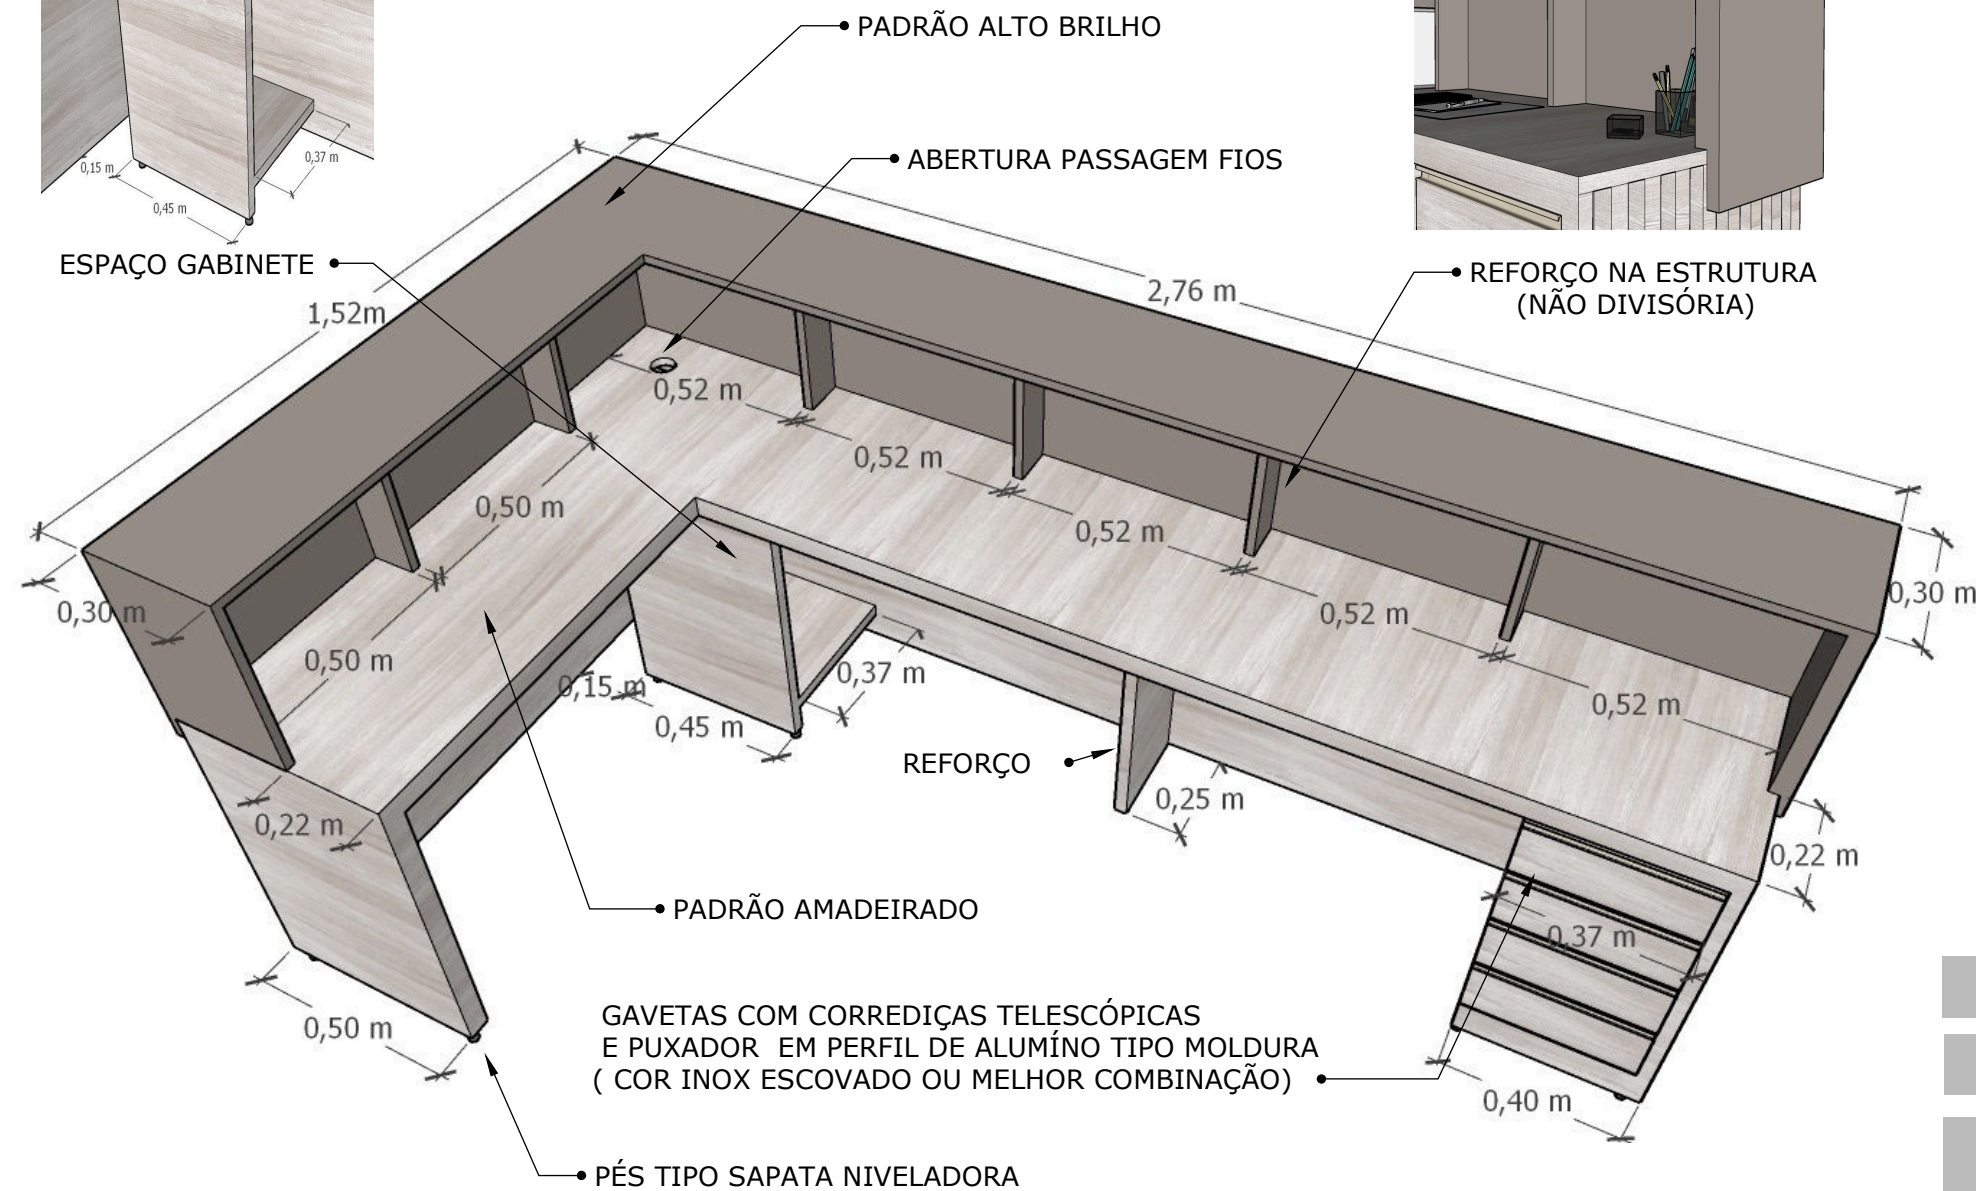 PADRÃO ALTO BRILHO
ABERTURA PASSAGEM FIOS
0,15 m
0,37 m
0,45 m
ESPAÇO GABINETE
REFORÇO NA ESTRUTURA
(NÃO DIVISÓRIA)
1,52m
2,76 m
0,52 m
0,52 m
0,50 m
0,52 m
0,30 m
0,30 m
0,52 m
0,50 m
0,37 m
0,15 m
0,52 m
0,45 m
REFORÇO
0,25 m
0,22 m
0,22 m
PADRÃO AMADEIRADO
0,37 m
GAVETAS COM CORREDIÇAS TELESCÓPICAS
E PUXADOR EM PERFIL DE ALUMÍNO TIPO MOLDURA
( COR INOX ESCOVADO OU MELHOR COMBINAÇÃO)
0,50 m
0,40 m
PÉS TIPO SAPATA NIVELADORA